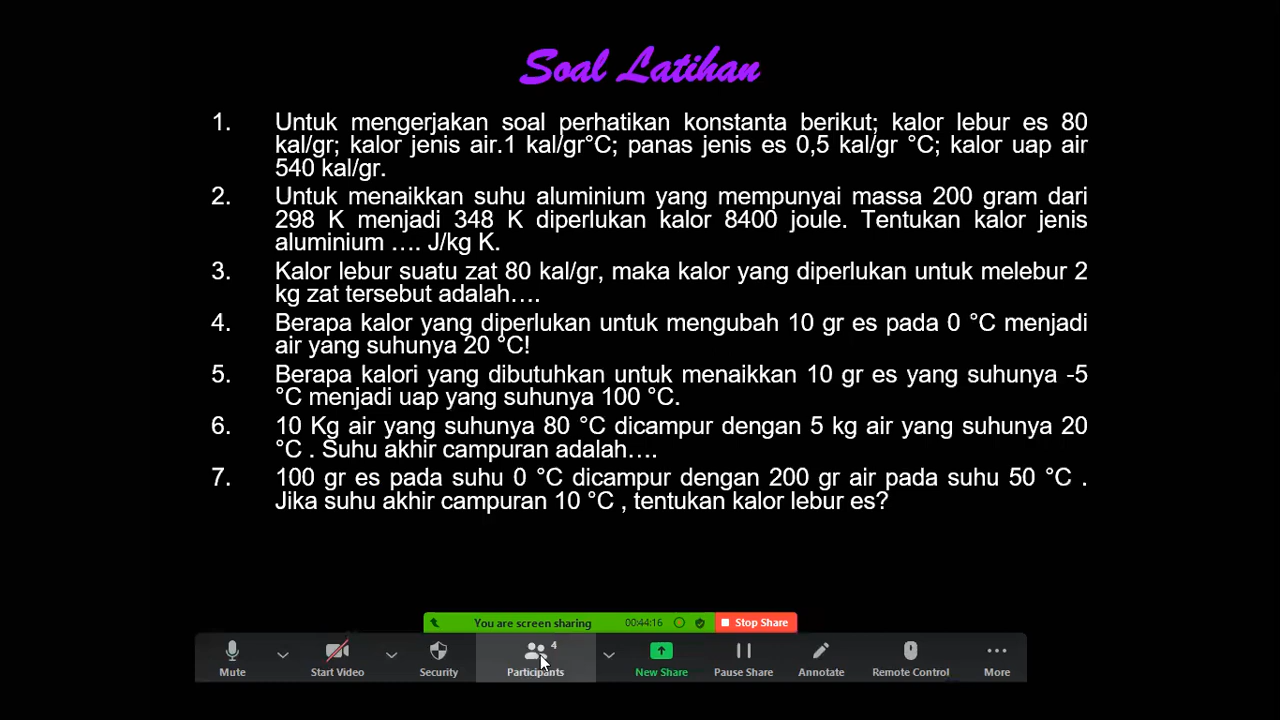 Soal Latihan
1. Untuk mengerjakan soal perhatikan konstanta berikut; kalor lebur es 80
kal/gr; kalor jenis air.1 kal/gr°C; panas jenis es 0,5 kal/gr °C; kalor uap air
540 kal/gr.
2. Untuk menaikkan suhu aluminium yang mempunyai massa 200 gram dari
298 K menjadi 348 K diperlukan kalor 8400 joule. Tentukan kalor jenis
aluminium …. J/kg K.
3. Kalor lebur suatu zat 80 kal/gr, maka kalor yang diperlukan untuk melebur 2
kg zat tersebut adalah….
4. Berapa kalor yang diperlukan untuk mengubah 10 gr es pada 0 °C menjadi
air yang suhunya 20 °C!
5. Berapa kalori yang dibutuhkan untuk menaikkan 10 gr es yang suhunya -5
°C menjadi uap yang suhunya 100 °C.
6. 10 Kg air yang suhunya 80 °C dicampur dengan 5 kg air yang suhunya 20
°C . Suhu akhir campuran adalah….
7. 100 gr es pada suhu 0 °C dicampur dengan 200 gr air pada suhu 50 °C .
Jika suhu akhir campuran 10 °C , tentukan kalor lebur es?
You are screen sharing 00:44:16 Stop Share
4
Mute Start Video Security Participants New Share Pause Share Annotate Remote Control More